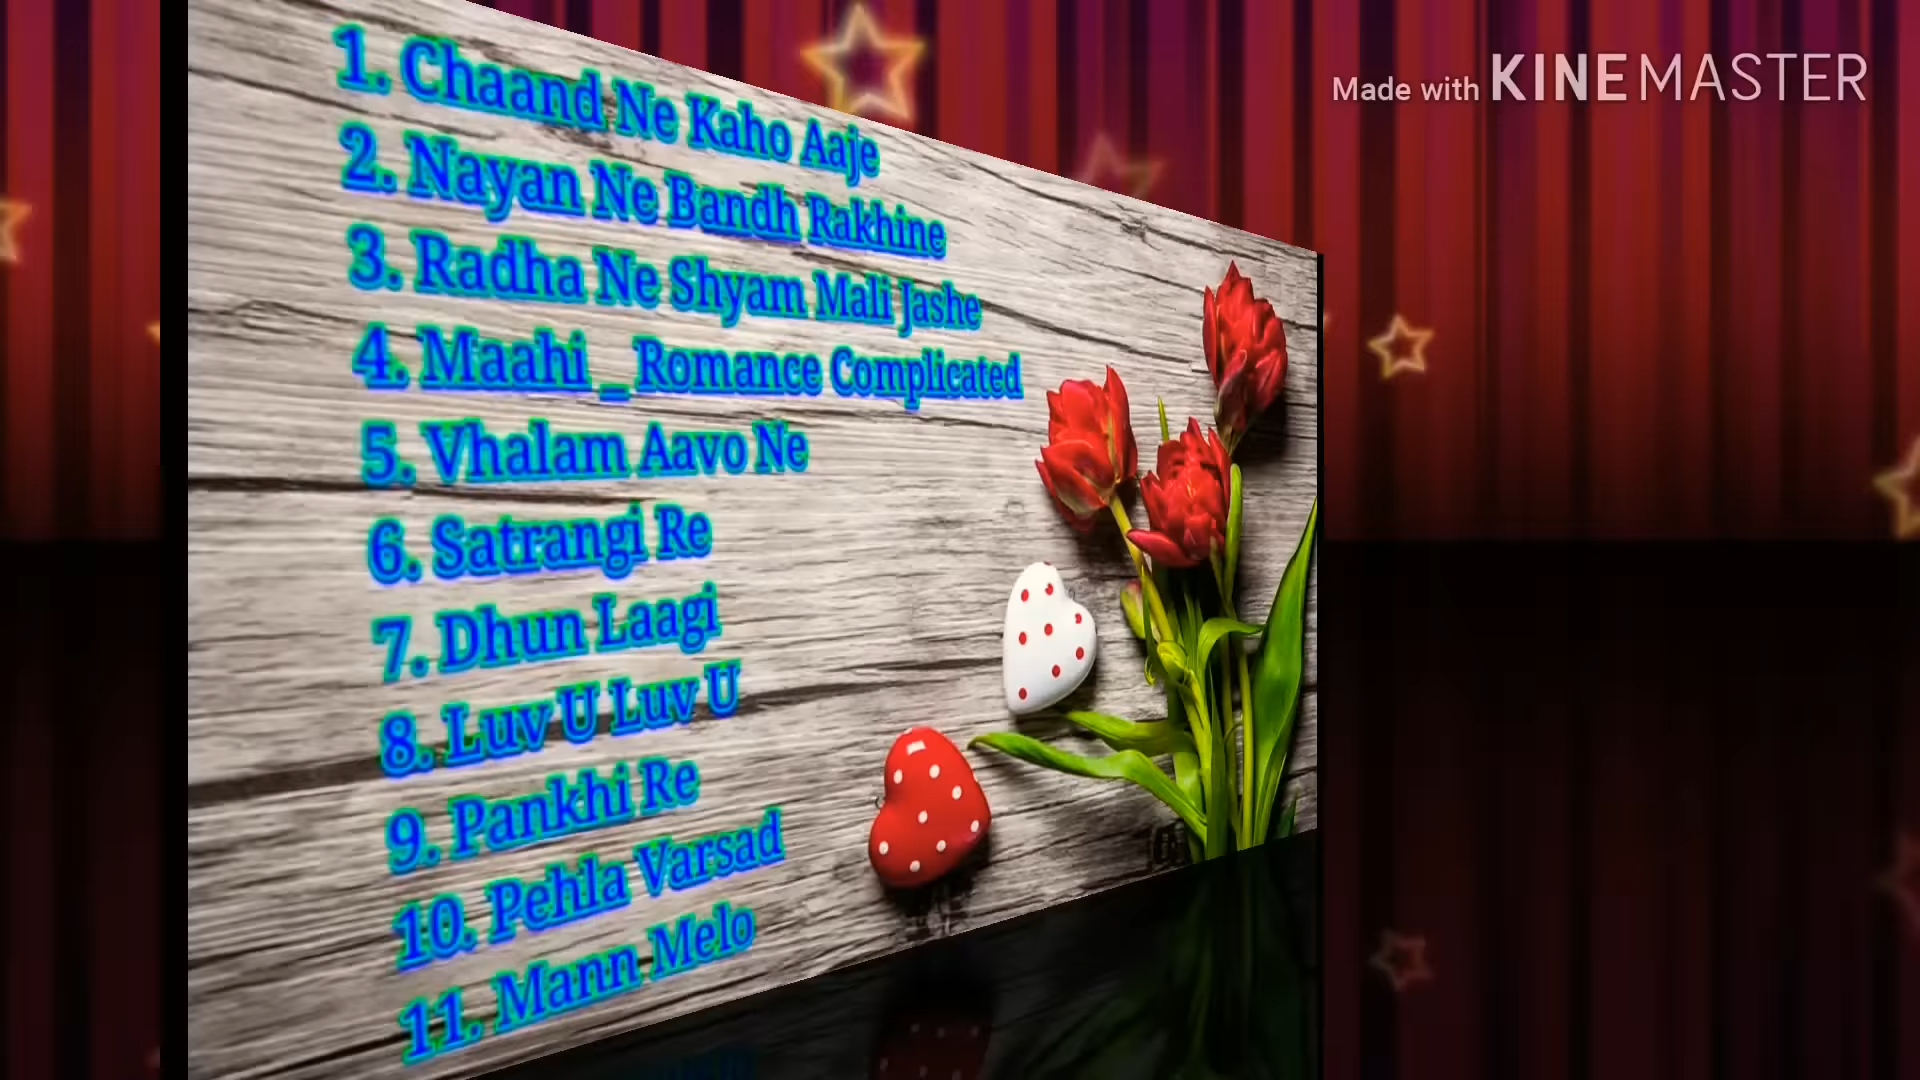 Made with KINEMASTER
1. Chaand Ne Kaho Aaje
2. Nayan Ne Bandh Rakhine
3. Radha Ne Shyam Mali Jashe
4. Maahi_Romance Complicated
5. Vhalam Aavo Ne
6. Satrangi Re
7. Dhun Laagi
8. Luv U Luv U
9. Pankhi Re
10. Pehla Varsad
11. Mann Melo